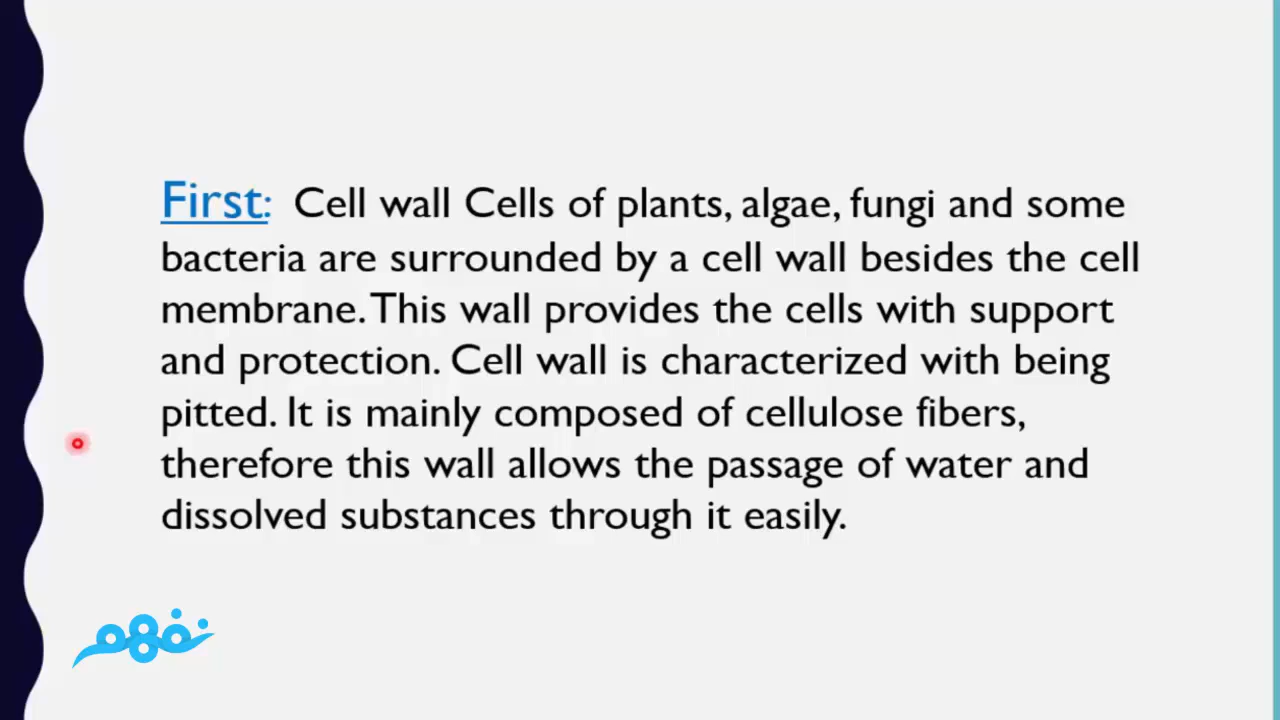 First: Cell wall Cells of plants, algae, fungi and some
bacteria are surrounded by a cell wall besides the cell
membrane. This wall provides the cells with support
and protection. Cell wall is characterized with being
pitted. It is mainly composed of cellulose fibers,
therefore this wall allows the passage of water and
dissolved substances through it easily.
نفهم